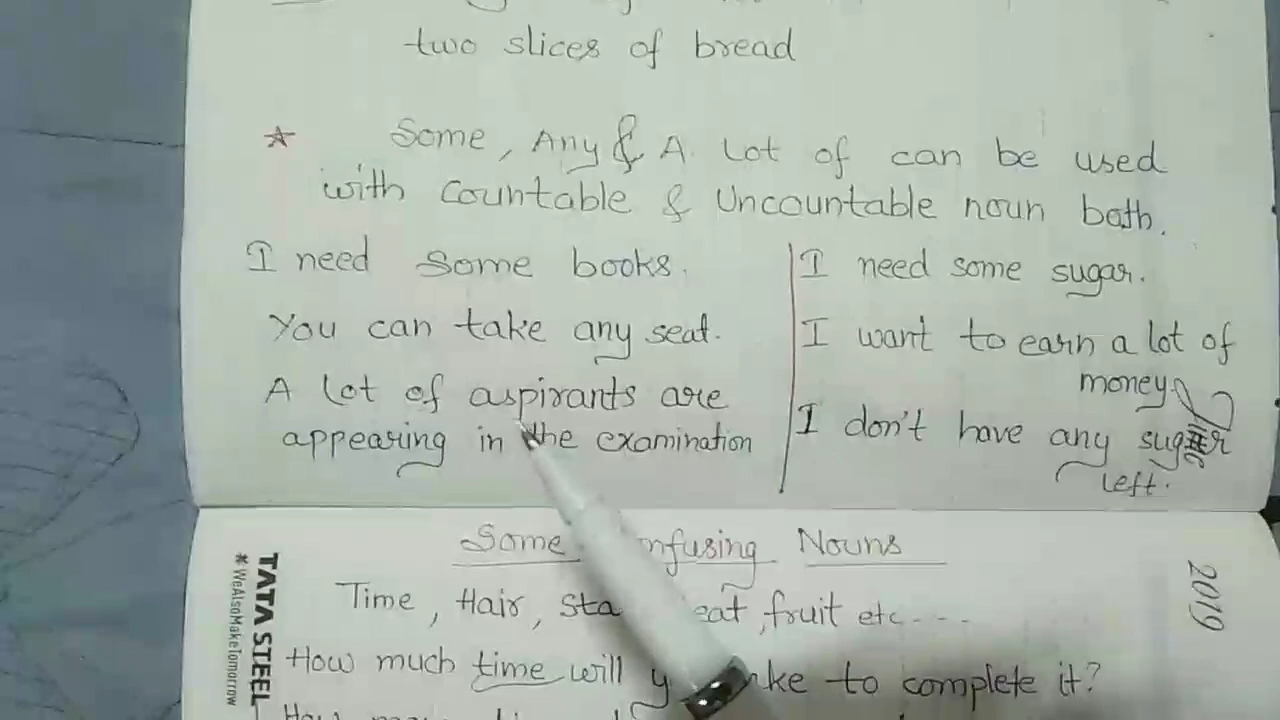 two slices of bread
☆ Some, Any & A lot of can be used
with Countable & Uncountable noun both.
I need some books.
You can take any seat.
A lot of aspirants are
appearing in the examination
I need some sugar.
I want to earn a lot of
money
I don't have any sugar
left.
Some Nouns
Time, Hair, fruit etc----
How much time will to complete it?
2019
TATA STEEL
#WeAlsoMakeTomorrow